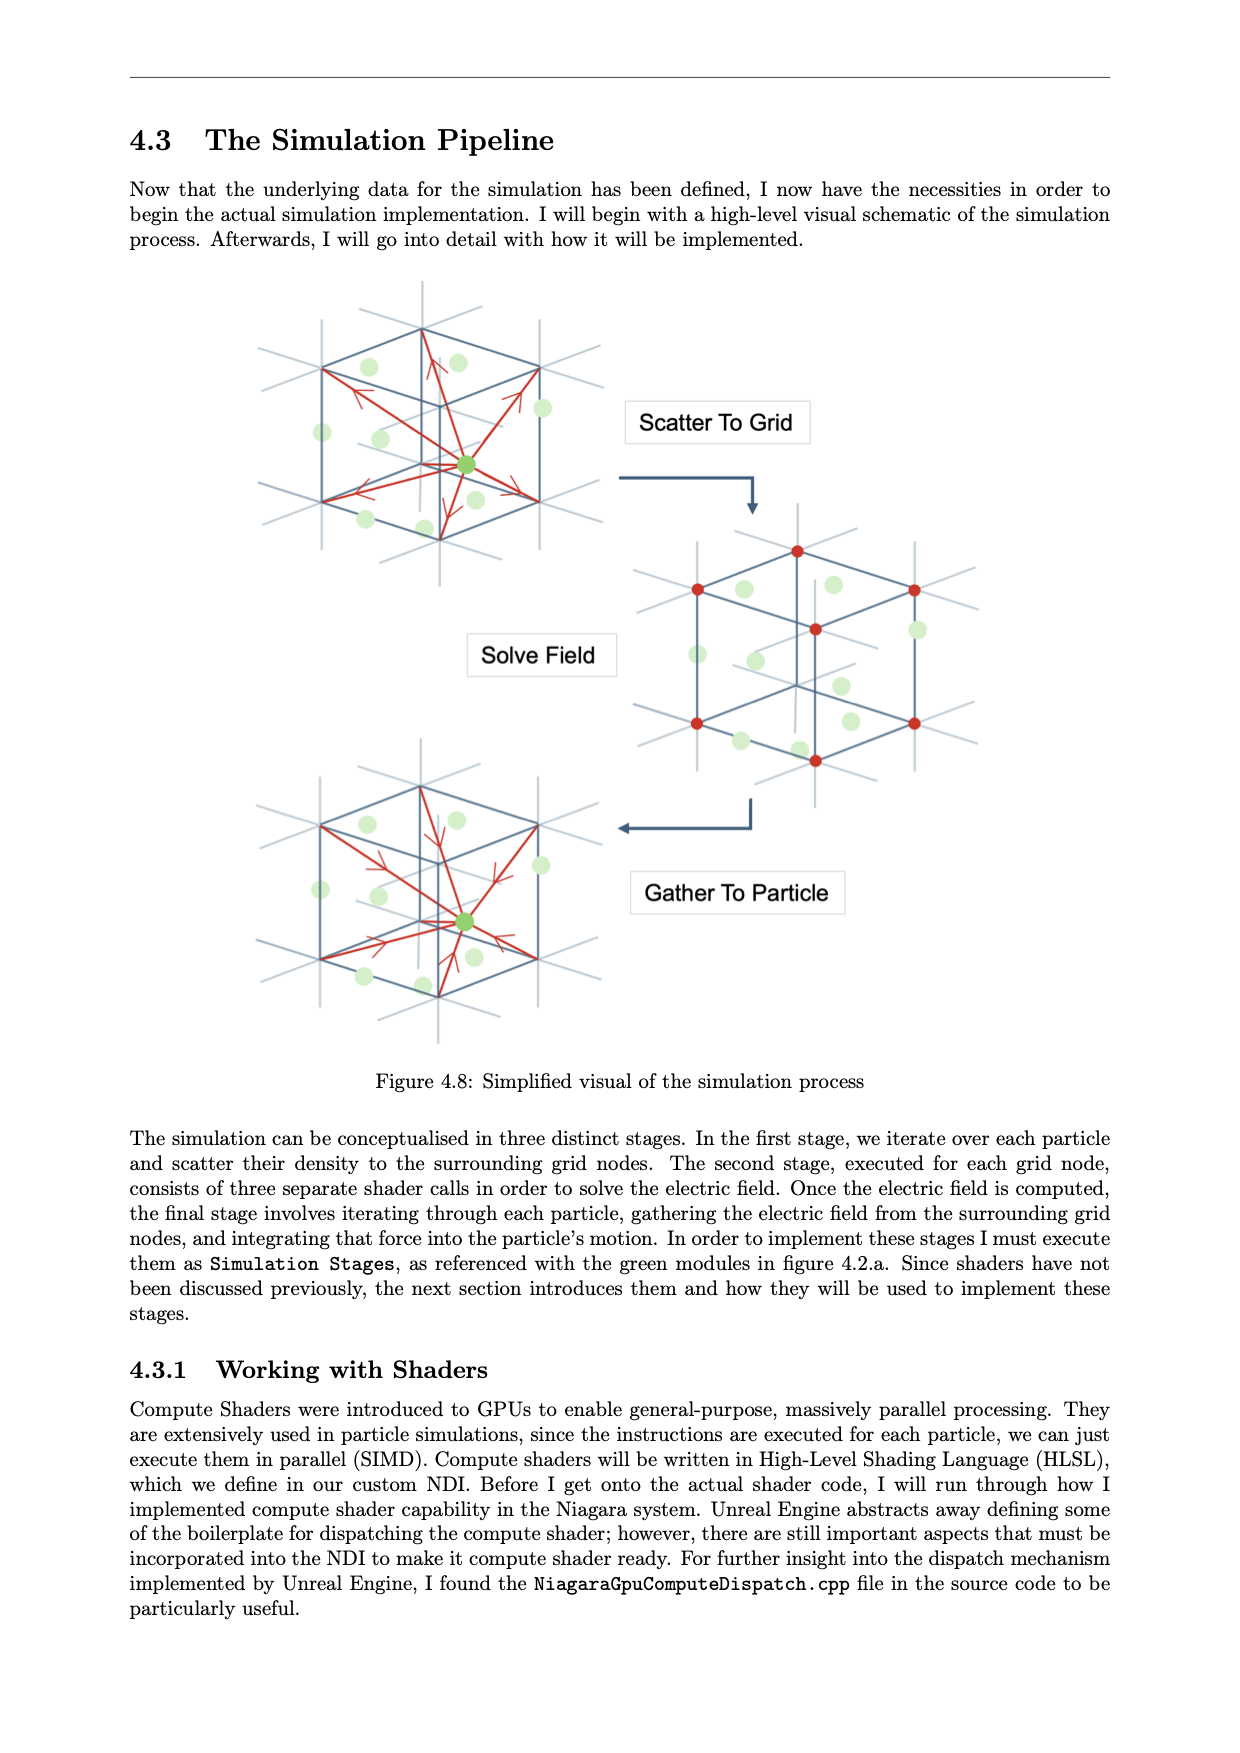 4.3 The Simulation Pipeline
Now that the underlying data for the simulation has been defined, I now have the necessities in order to
begin the actual simulation implementation. I will begin with a high-level visual schematic of the simulation
process. Afterwards, I will go into detail with how it will be implemented.
Scatter To Grid
Solve Field
Gather To Particle
Figure 4.8: Simplified visual of the simulation process
The simulation can be conceptualised in three distinct stages. In the first stage, we iterate over each particle
and scatter their density to the surrounding grid nodes. The second stage, executed for each grid node,
consists of three separate shader calls in order to solve the electric field. Once the electric field is computed,
the final stage involves iterating through each particle, gathering the electric field from the surrounding grid
nodes, and integrating that force into the particle's motion. In order to implement these stages I must execute
them as Simulation Stages, as referenced with the green modules in figure 4.2.a. Since shaders have not
been discussed previously, the next section introduces them and how they will be used to implement these
stages.
4.3.1 Working with Shaders
Compute Shaders were introduced to GPUs to enable general-purpose, massively parallel processing. They
are extensively used in particle simulations, since the instructions are executed for each particle, we can just
execute them in parallel (SIMD). Compute shaders will be written in High-Level Shading Language (HLSL),
which we define in our custom NDI. Before I get onto the actual shader code, I will run through how I
implemented compute shader capability in the Niagara system. Unreal Engine abstracts away defining some
of the boilerplate for dispatching the compute shader; however, there are still important aspects that must be
incorporated into the NDI to make it compute shader ready. For further insight into the dispatch mechanism
implemented by Unreal Engine, I found the NiagaraGpuComputeDispatch.cpp file in the source code to be
particularly useful.